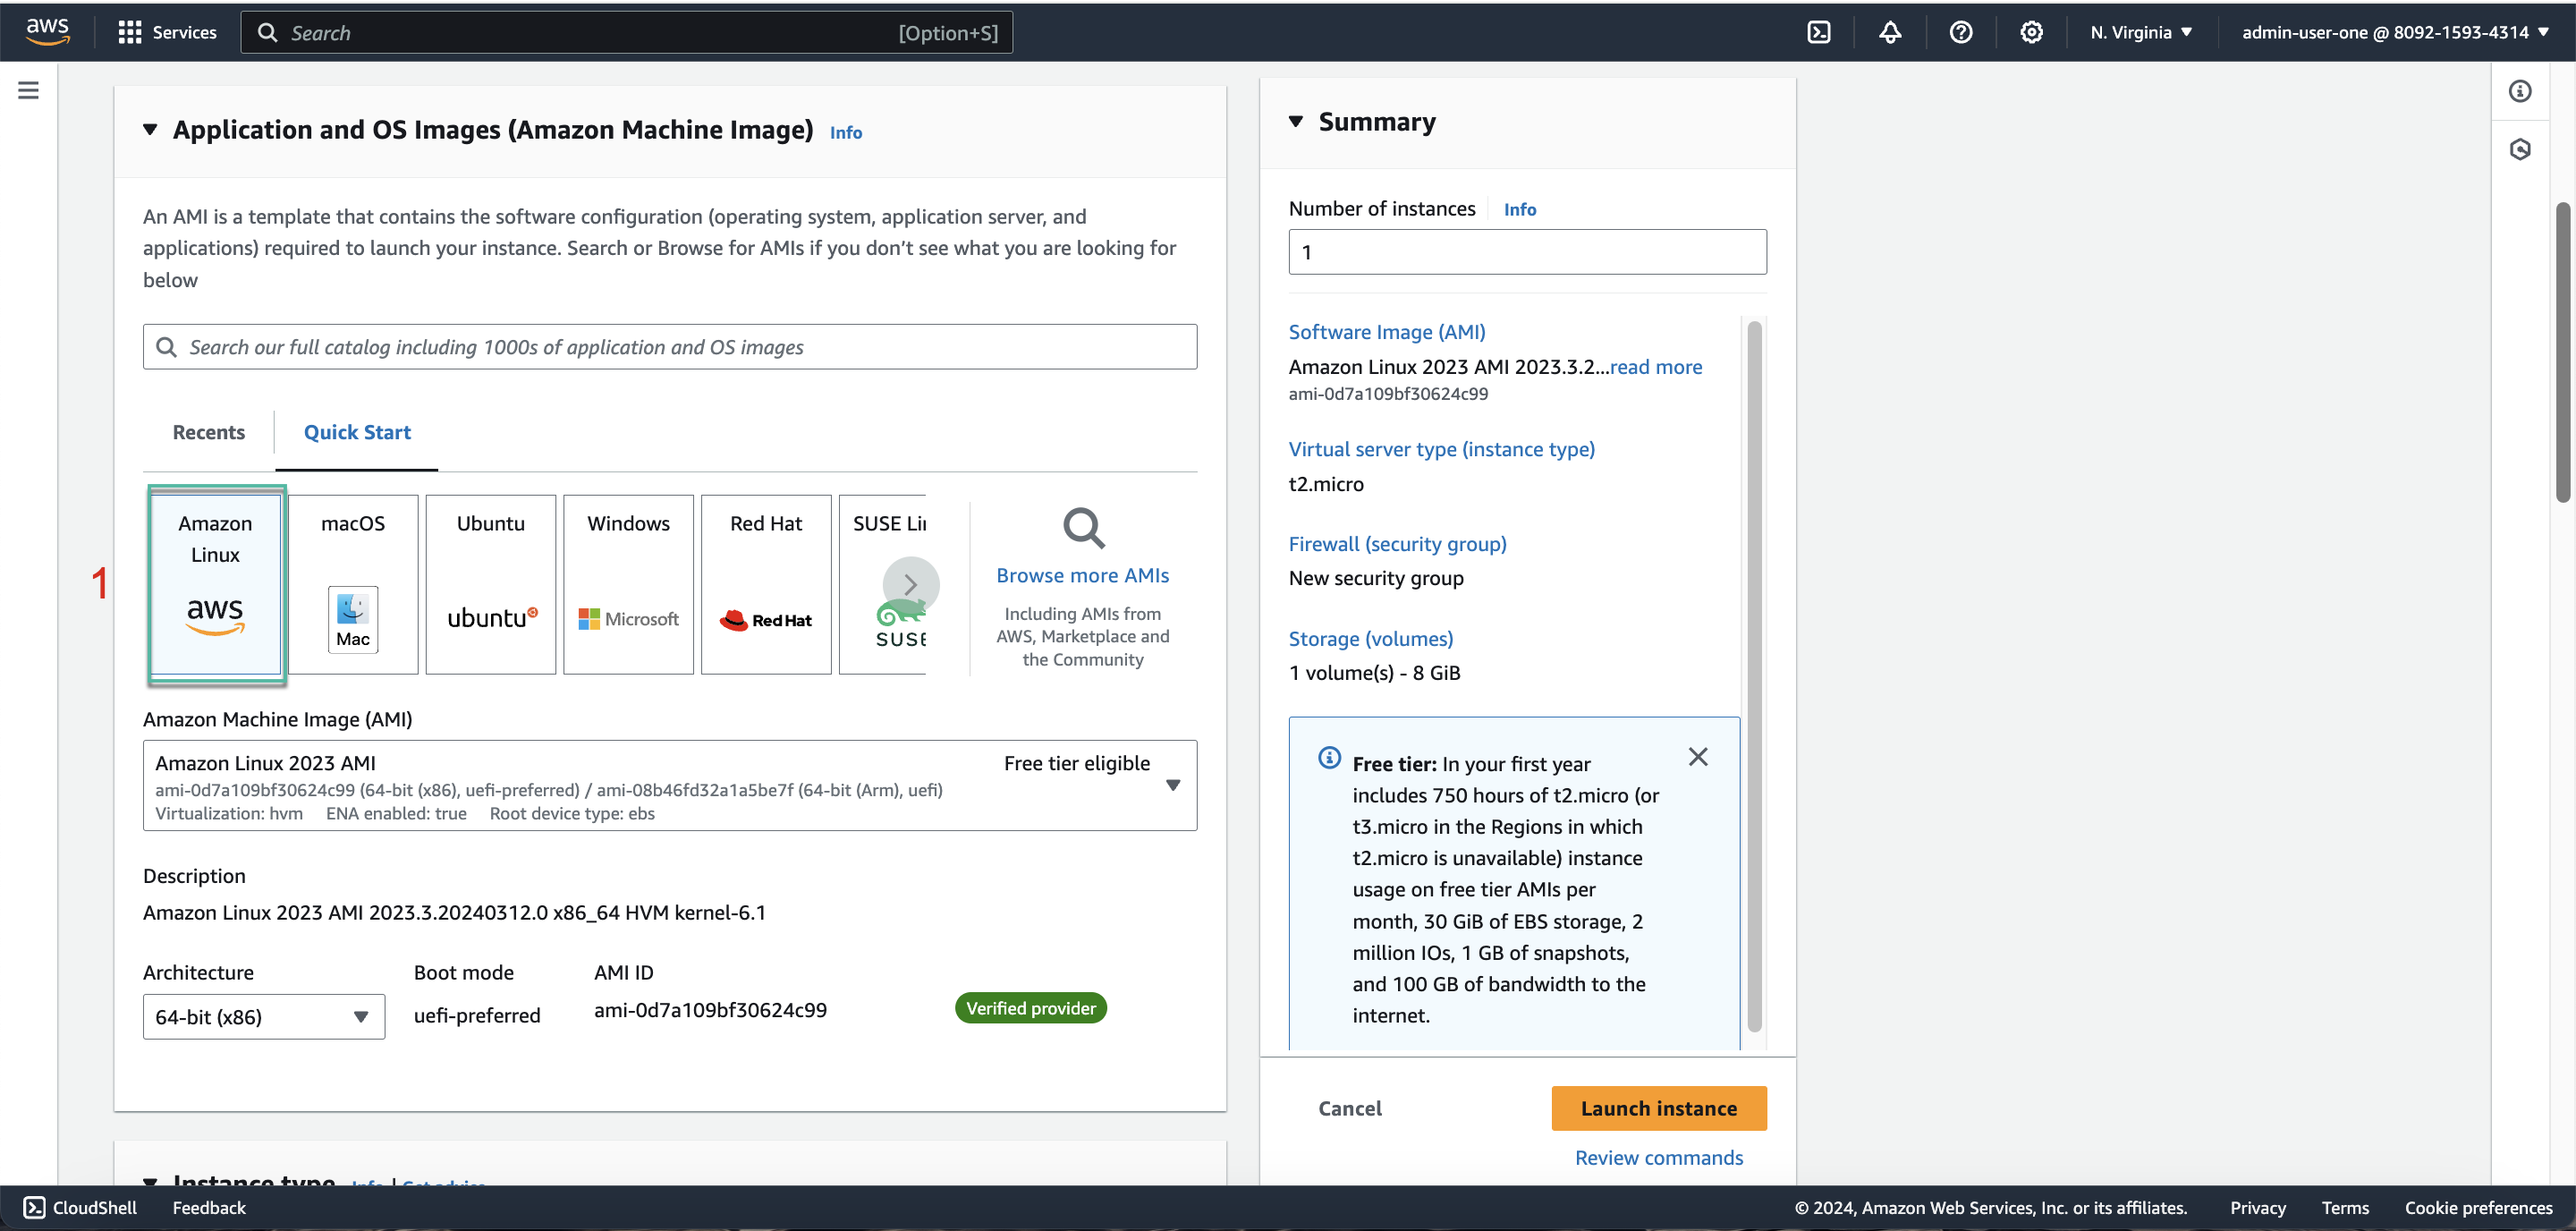 aws
Services
Search
[Option+S]
N. Virginia
admin-user-one @ 8092-1593-4314
Application and OS Images (Amazon Machine Image) Info
An AMI is a template that contains the software configuration (operating system, application server, and
applications) required to launch your instance. Search or Browse for AMIs if you don’t see what you are looking for
below
Search our full catalog including 1000s of application and OS images
Recents
Quick Start
1
Amazon
Linux
aws
macOS
Mac
Ubuntu
ubuntu
Windows
Microsoft
Red Hat
Red Hat
SUSE Lin
SUSE
Browse more AMIs
Including AMIs from
AWS, Marketplace and
the Community
Amazon Machine Image (AMI)
Amazon Linux 2023 AMI
Free tier eligible
ami-0d7a109bf30624c99 (64-bit (x86), uefi-preferred) / ami-08b46fd32a1a5be7f (64-bit (Arm), uefi)
Virtualization: hvm ENA enabled: true Root device type: ebs
Description
Amazon Linux 2023 AMI 2023.3.20240312.0 x86_64 HVM kernel-6.1
Architecture
64-bit (x86)
Boot mode
uefi-preferred
AMI ID
ami-0d7a109bf30624c99
Verified provider
Instance type Info | Get advice
Summary
Number of instances Info
1
Software Image (AMI)
Amazon Linux 2023 AMI 2023.3.2...read more
ami-0d7a109bf30624c99
Virtual server type (instance type)
t2.micro
Firewall (security group)
New security group
Storage (volumes)
1 volume(s) - 8 GiB
Free tier: In your first year
includes 750 hours of t2.micro (or
t3.micro in the Regions in which
t2.micro is unavailable) instance
usage on free tier AMIs per
month, 30 GiB of EBS storage, 2
million IOs, 1 GB of snapshots,
and 100 GB of bandwidth to the
internet.
Cancel
Launch instance
Review commands
CloudShell
Feedback
© 2024, Amazon Web Services, Inc. or its affiliates.
Privacy
Terms
Cookie preferences